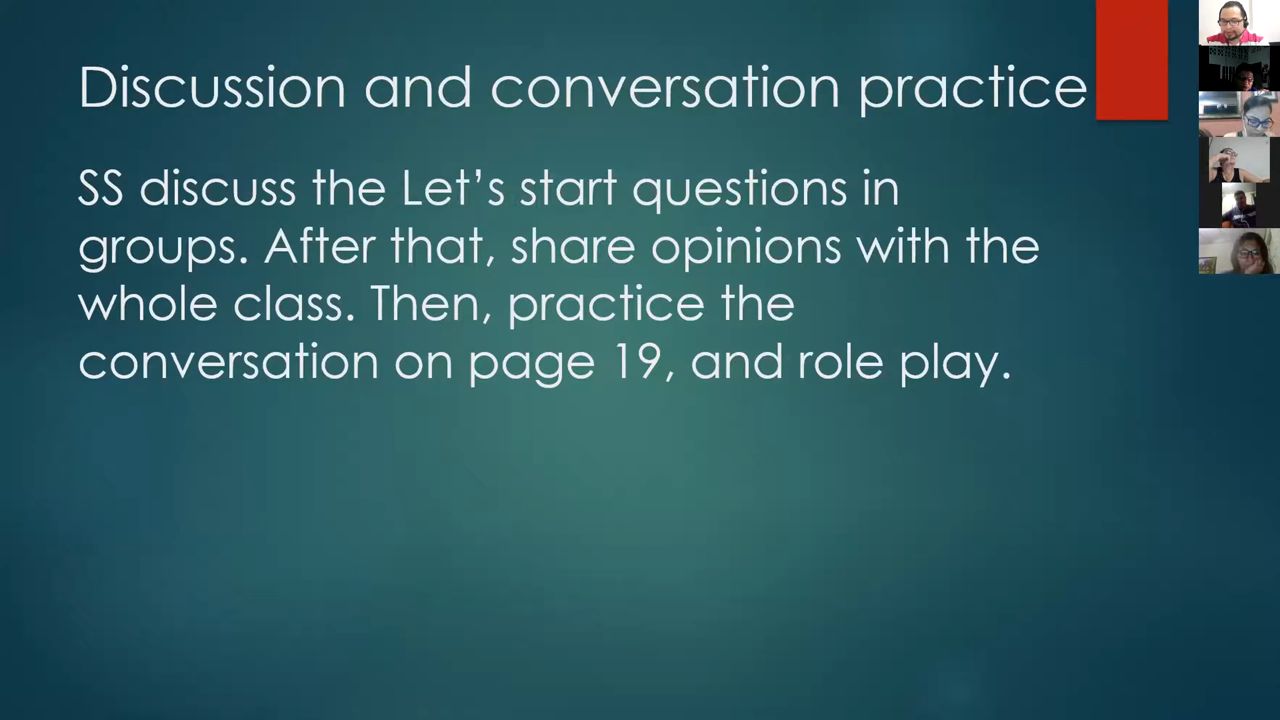 Discussion and conversation practice
SS discuss the Let’s start questions in
groups. After that, share opinions with the
whole class. Then, practice the
conversation on page 19, and role play.